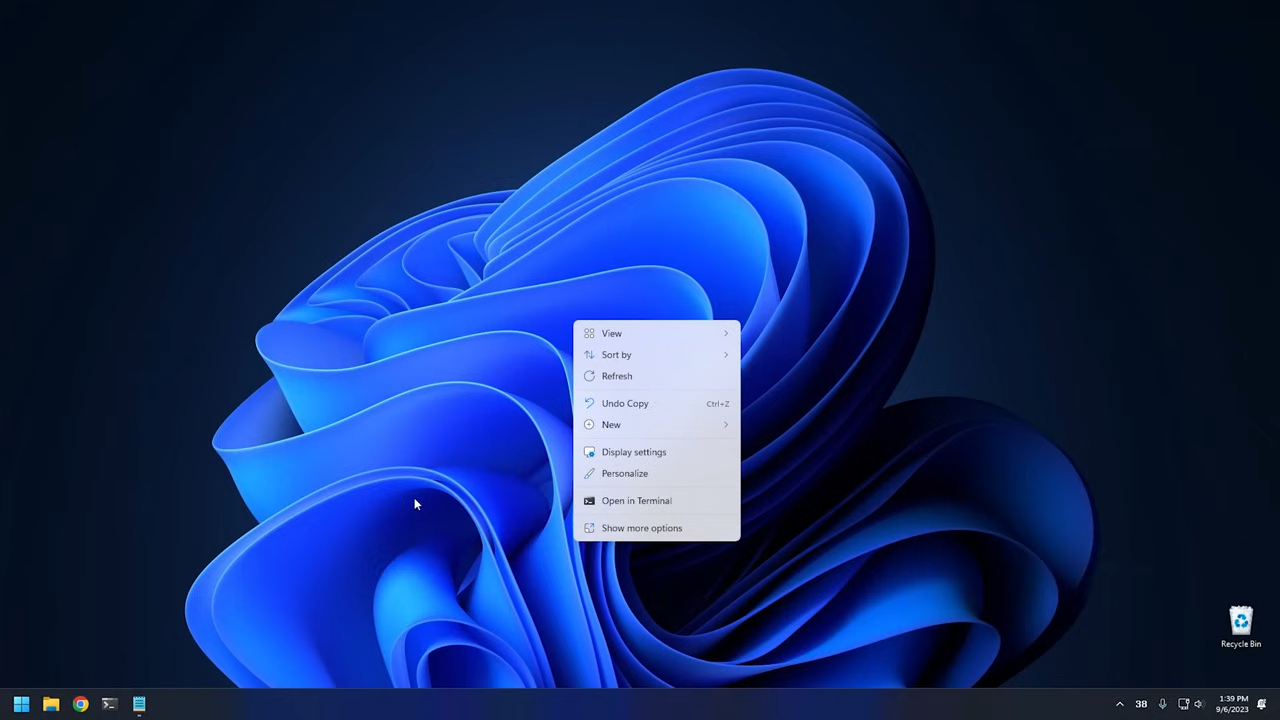 View
Sort by
Refresh
Undo Copy Ctrl+Z
New
Display settings
Personalize
Open in Terminal
Show more options
Recycle Bin
38
1:39 PM
9/6/2023